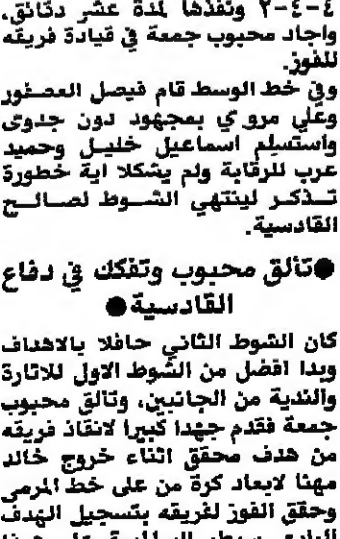 ٤-٤-٢ ونفذها لمدة عشر دقائق،
واجاد محبوب جمعة في قيادة فريقه
للفوز.
وفي خط الوسط قام فيصل العصفور
وعلي مروي بمجهود دون جدوى
واستسلم اسماعيل خليل وحميد
عرب للرقابة ولم يشكلا اية خطورة
تذكر لينتهي الشوط لصالح
القادسية.
●تألق محبوب وتفكك في دفاع
القادسية●
كان الشوط الثاني حافلا بالاهداف
وبدا افضل من الشوط الاول للاثارة
والندية من الجانبين، وتالق محبوب
جمعة فقدم جهدا كبيرا لانقاذ فريقه
من هدف محقق اثناء خروج خالد
مهنا لابعاد كرة من على خط المرمى
وحقق الفوز لفريقه بتسجيل الهدف